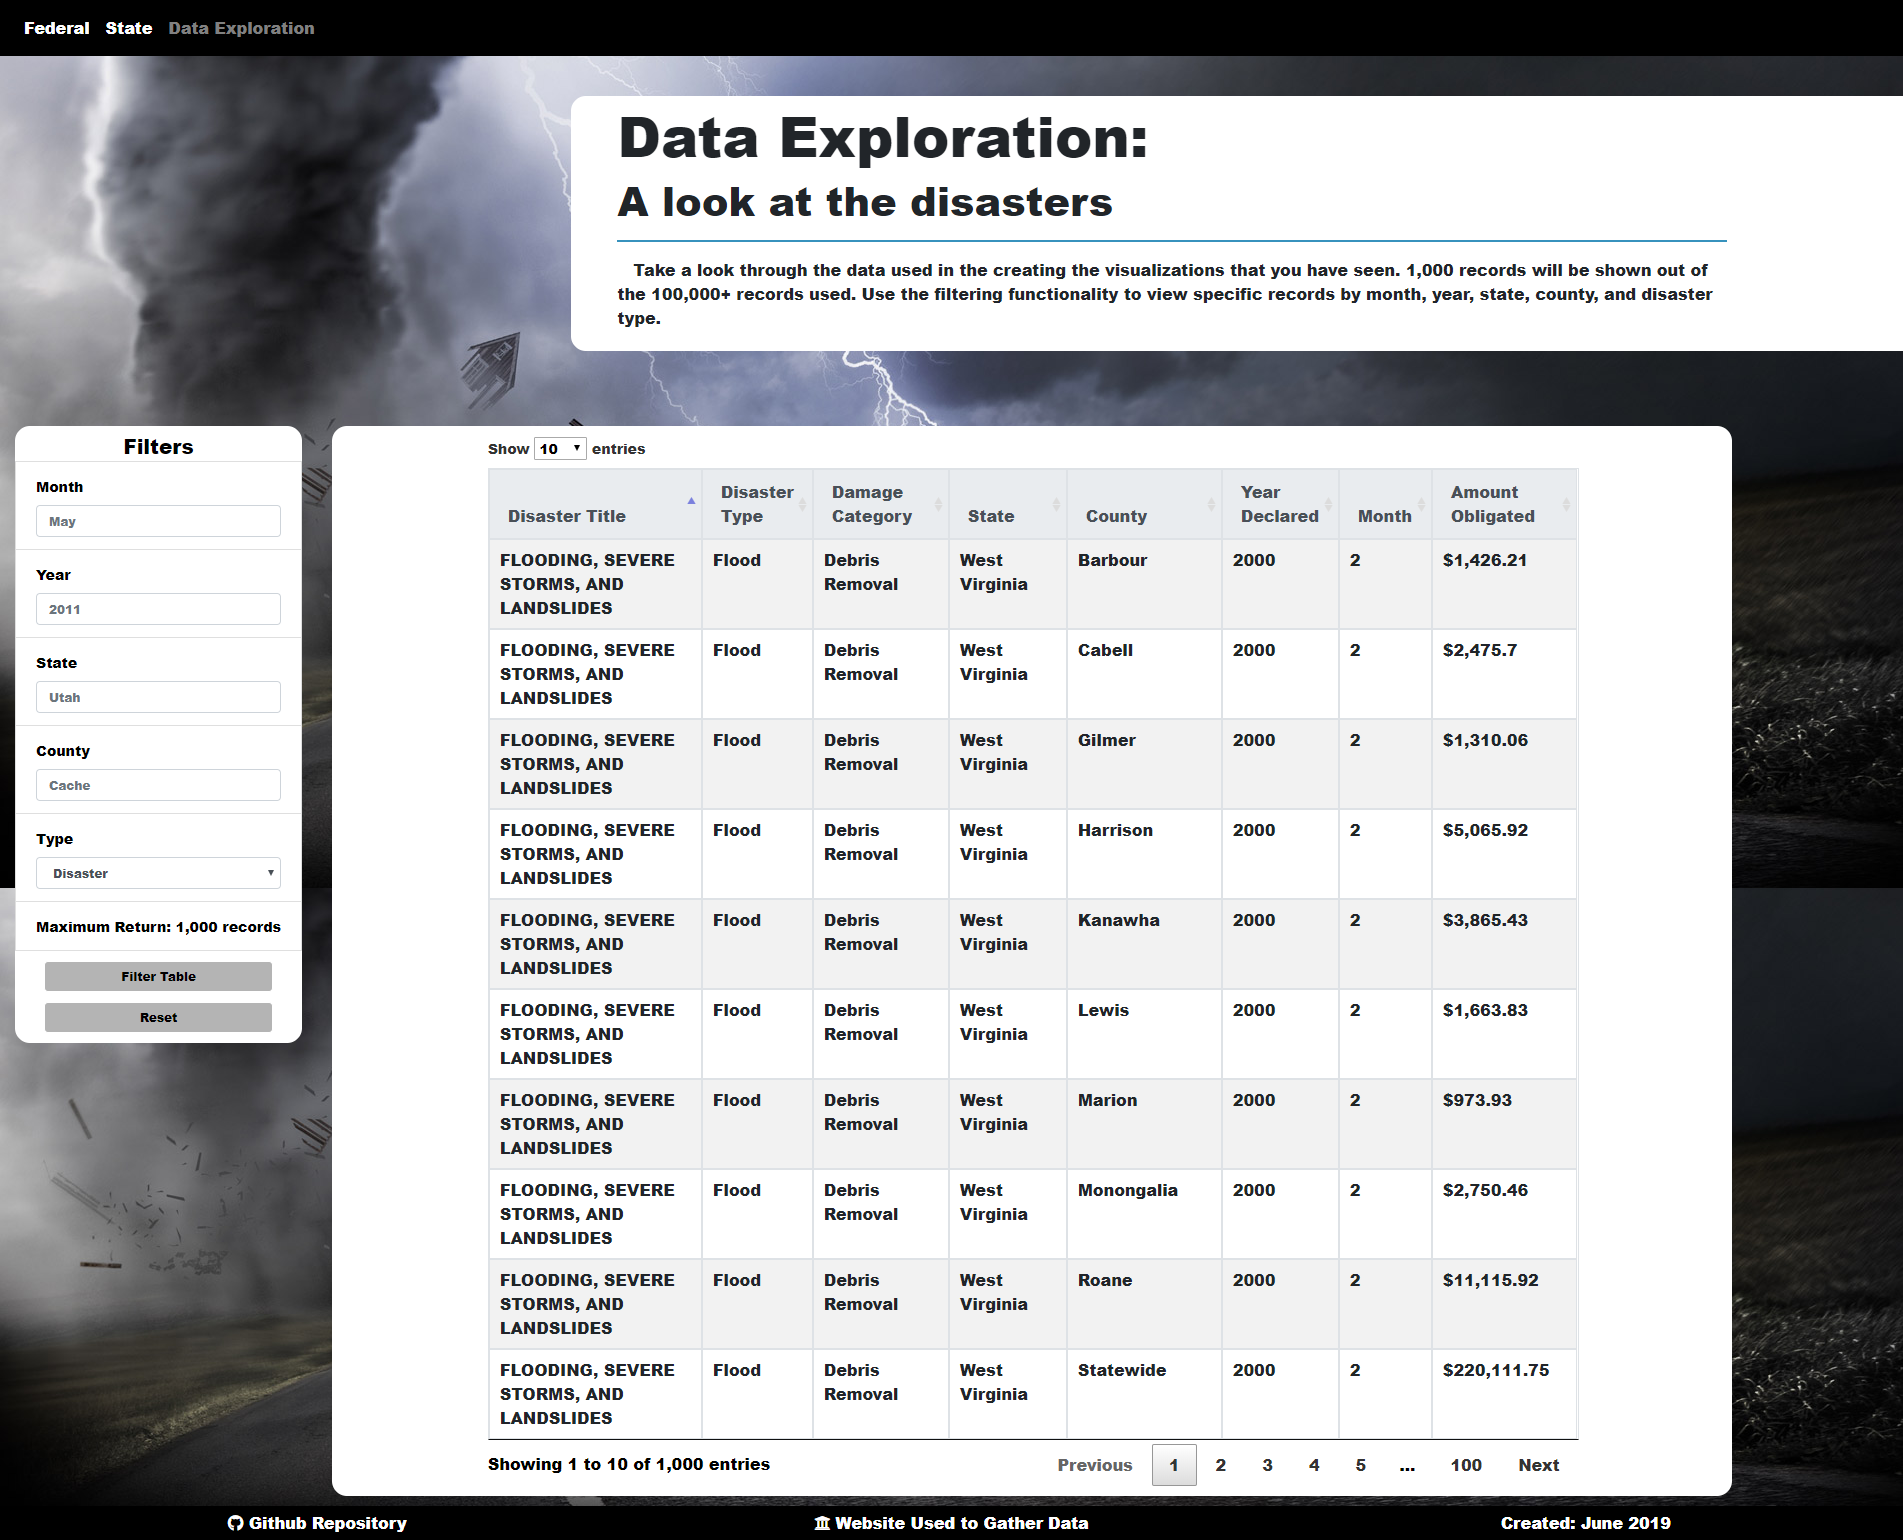 Federal State Data Exploration
Data Exploration:
A look at the disasters
Take a look through the data used in the creating the visualizations that you have seen. 1,000 records will be shown out of
the 100,000+ records used. Use the filtering functionality to view specific records by month, year, state, county, and disaster
type.
Filters
Month
May
Year
2011
State
Utah
County
Cache
Type
Disaster
Maximum Return: 1,000 records
Filter Table
Reset
Show 10 entries
Disaster Title Disaster Type Damage Category State County Year Declared Month Amount Obligated
FLOODING, SEVERE STORMS, AND LANDSLIDES Flood Debris Removal West Virginia Barbour 2000 2 $1,426.21
FLOODING, SEVERE STORMS, AND LANDSLIDES Flood Debris Removal West Virginia Cabell 2000 2 $2,475.7
FLOODING, SEVERE STORMS, AND LANDSLIDES Flood Debris Removal West Virginia Gilmer 2000 2 $1,310.06
FLOODING, SEVERE STORMS, AND LANDSLIDES Flood Debris Removal West Virginia Harrison 2000 2 $5,065.92
FLOODING, SEVERE STORMS, AND LANDSLIDES Flood Debris Removal West Virginia Kanawha 2000 2 $3,865.43
FLOODING, SEVERE STORMS, AND LANDSLIDES Flood Debris Removal West Virginia Lewis 2000 2 $1,663.83
FLOODING, SEVERE STORMS, AND LANDSLIDES Flood Debris Removal West Virginia Marion 2000 2 $973.93
FLOODING, SEVERE STORMS, AND LANDSLIDES Flood Debris Removal West Virginia Monongalia 2000 2 $2,750.46
FLOODING, SEVERE STORMS, AND LANDSLIDES Flood Debris Removal West Virginia Roane 2000 2 $11,115.92
FLOODING, SEVERE STORMS, AND LANDSLIDES Flood Debris Removal West Virginia Statewide 2000 2 $220,111.75
Showing 1 to 10 of 1,000 entries
Previous 1 2 3 4 5 ... 100 Next
Github Repository
Website Used to Gather Data
Created: June 2019